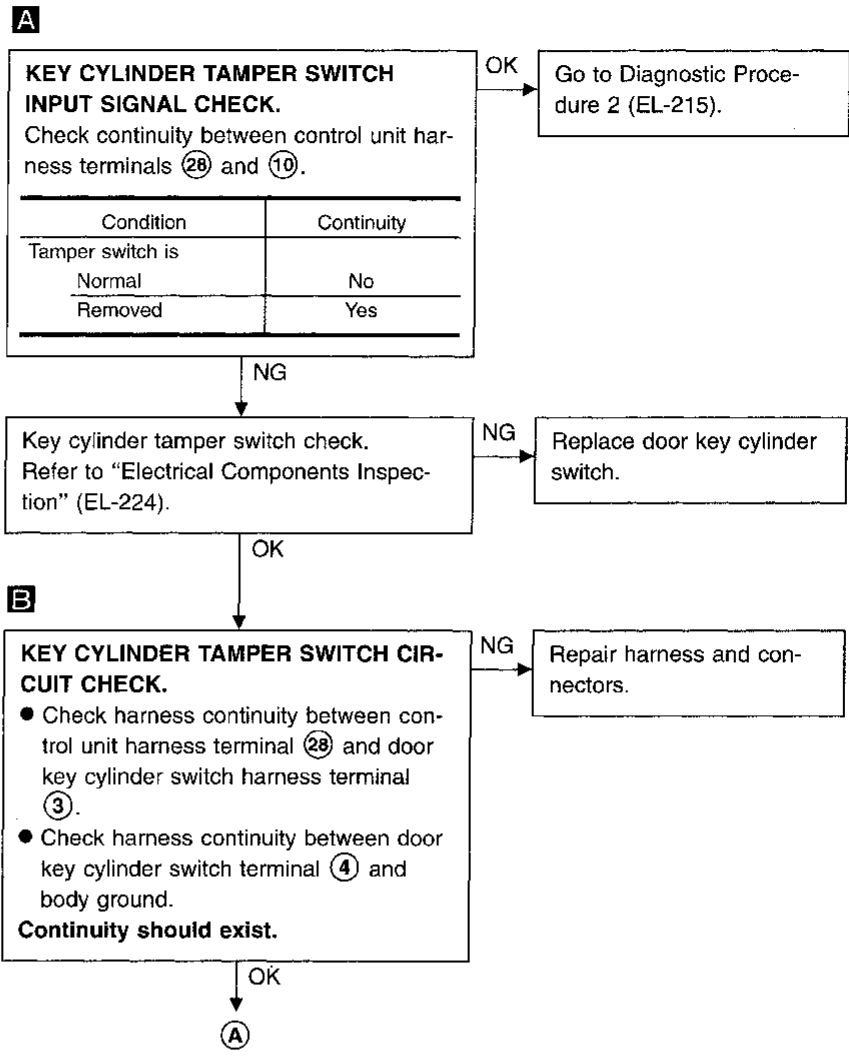 A
KEY CYLINDER TAMPER SWITCH
INPUT SIGNAL CHECK.
Check continuity between control unit har-
ness terminals 28 and 10.
Condition Continuity
Tamper switch is
Normal No
Removed Yes
OK
Go to Diagnostic Proce-
dure 2 (EL-215).
NG
Key cylinder tamper switch check.
Refer to “Electrical Components Inspec-
tion” (EL-224).
NG
Replace door key cylinder
switch.
OK
B
KEY CYLINDER TAMPER SWITCH CIR-
CUIT CHECK.
● Check harness continuity between con-
trol unit harness terminal 28 and door
key cylinder switch harness terminal
3.
● Check harness continuity between door
key cylinder switch terminal 4 and
body ground.
Continuity should exist.
NG
Repair harness and con-
nectors.
OK
A